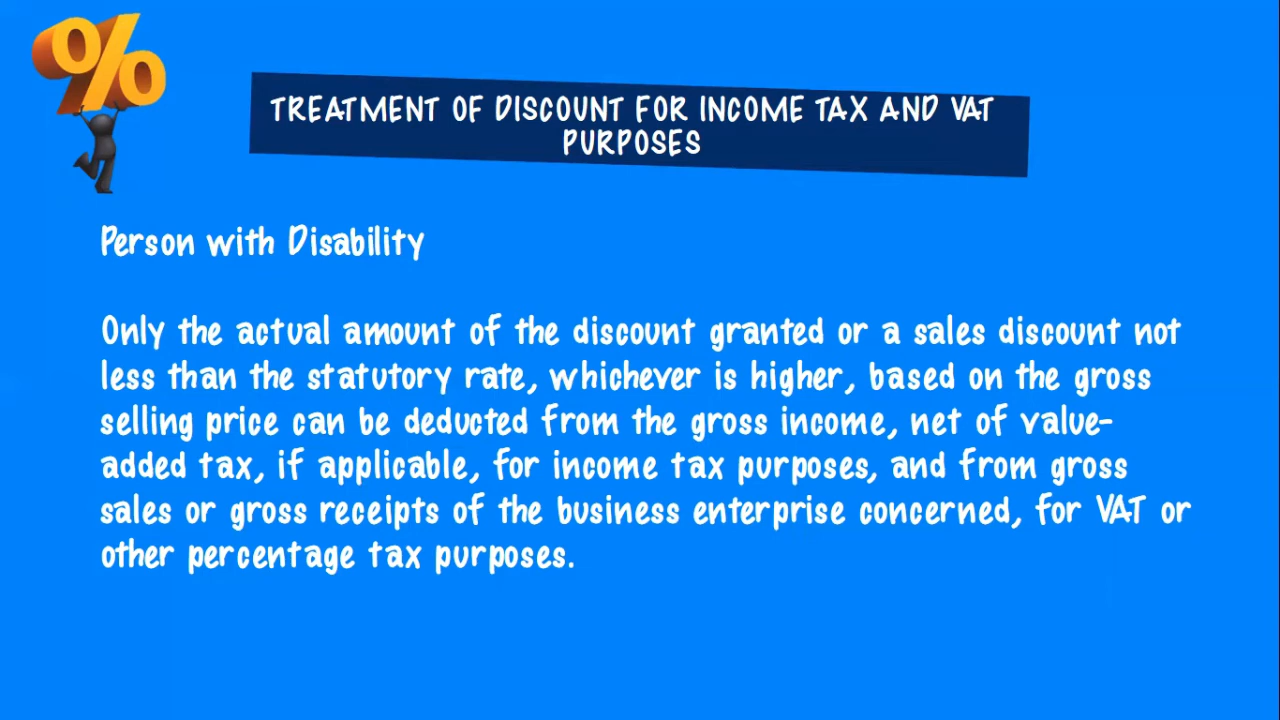 %
TREATMENT OF DISCOUNT FOR INCOME TAX AND VAT
PURPOSES
Person with Disability
Only the actual amount of the discount granted or a sales discount not
less than the statutory rate, whichever is higher, based on the gross
selling price can be deducted from the gross income, net of value-
added tax, if applicable, for income tax purposes, and from gross
sales or gross receipts of the business enterprise concerned, for VAT or
other percentage tax purposes.